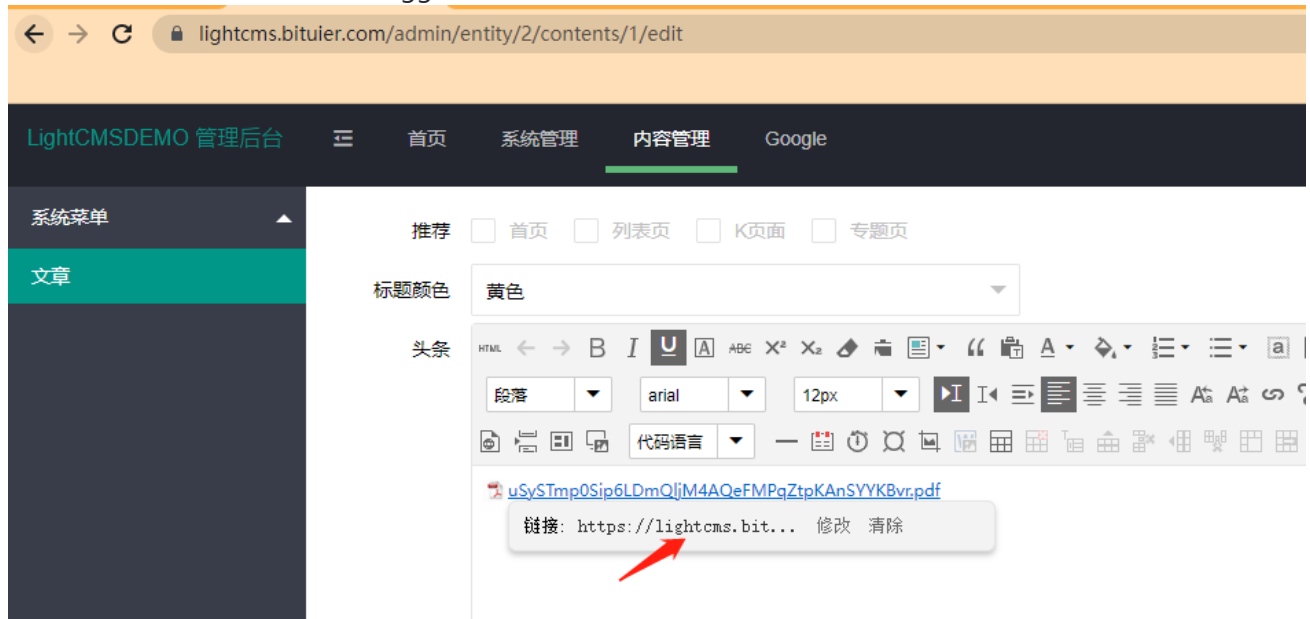 lightcms.bituier.com/admin/entity/2/contents/1/edit
LightCMSDEMO 管理后台 首页 系统管理 内容管理 Google
系统菜单
文章
推荐 首页 列表页 K页面 专题页
标题颜色 黄色
头条 HTML B I U A ABC X² X₂ A a
段落 arial 12px
代码语言
uSySTmp0Sip6LDmQljM4AQeFMPqZtpKAnSYYKBvr.pdf
链接: https://lightcms.bit... 修改 清除